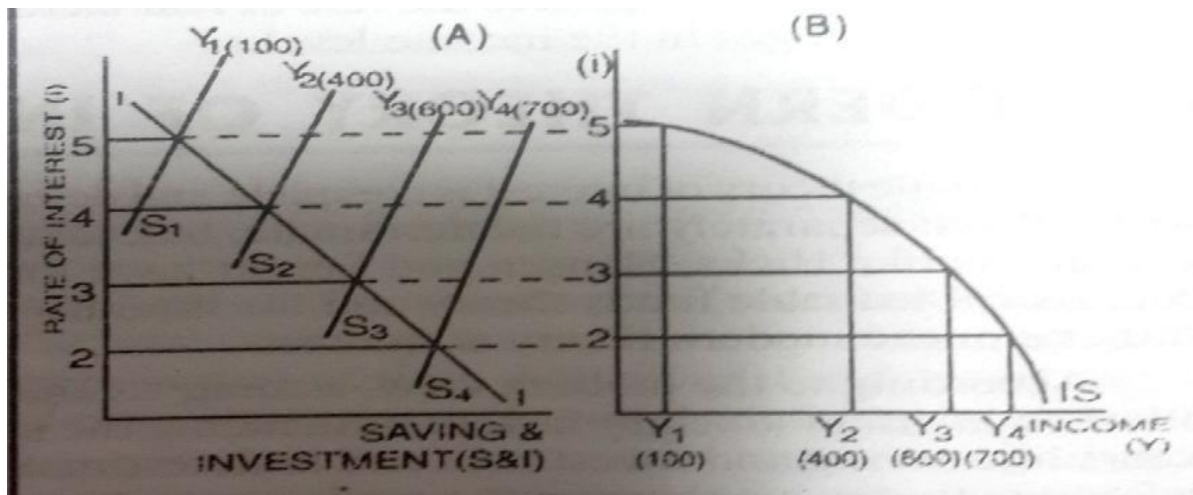 (A) (B)
Y1(100)
Y2(400)
Y3(600) Y4(700)
(i)
I
5
4
3
2
RATE OF INTEREST (i)
S1
S2
S3
S4
I
SAVING &
INVESTMENT(S&I)
5
4
3
2
IS
Y1 Y2 Y3 Y4 INCOME
(Y)
(100) (400) (600) (700)